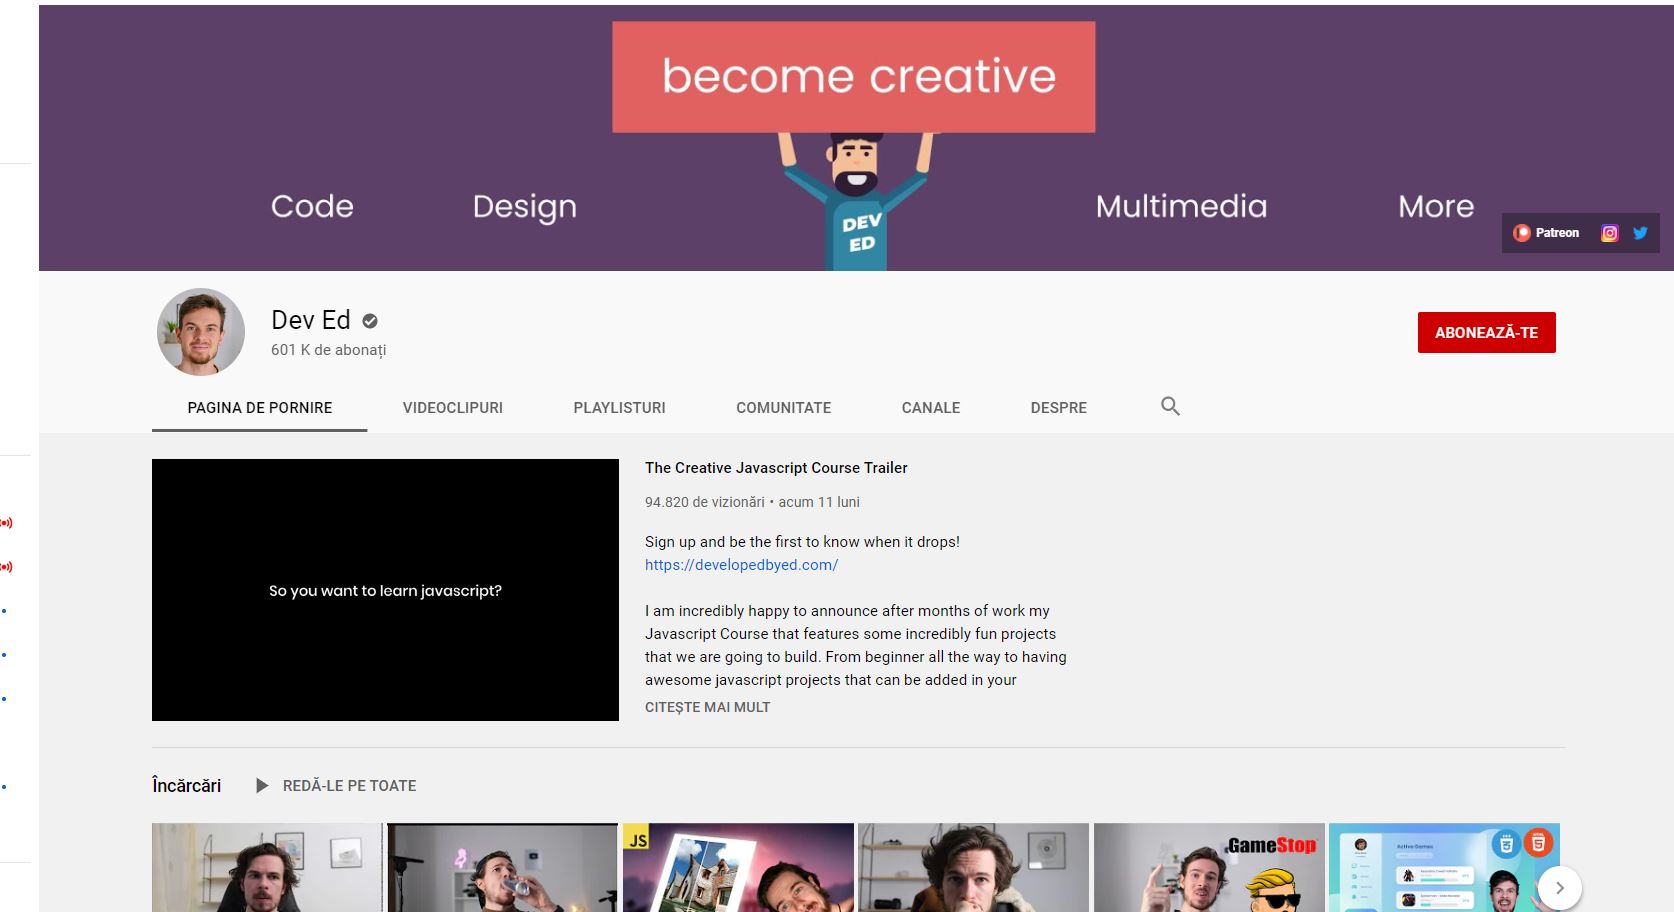 become creative
Code
Design
Multimedia
More
DEV
ED
Patreon
Dev Ed
601 K de abonați
ABONEAZĂ-TE
PAGINA DE PORNIRE
VIDEOCLIPURI
PLAYLISTURI
COMUNITATE
CANALE
DESPRE
So you want to learn javascript?
The Creative Javascript Course Trailer
94.820 de vizionări • acum 11 luni
Sign up and be the first to know when it drops!
https://developedbyed.com/
I am incredibly happy to announce after months of work my
Javascript Course that features some incredibly fun projects
that we are going to build. From beginner all the way to having
awesome javascript projects that can be added in your
CITEȘTE MAI MULT
Încărcări
REDĂ-LE PE TOATE
JS
GameStop
Active Games